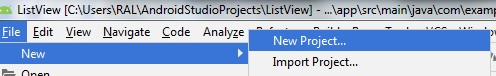 ListView [C:\Users\RAL\AndroidStudioProjects\ListView] - ...\app\src\main\java\com\examp
File Edit View Navigate Code Analyze
New New Project...
Import Project...
Open